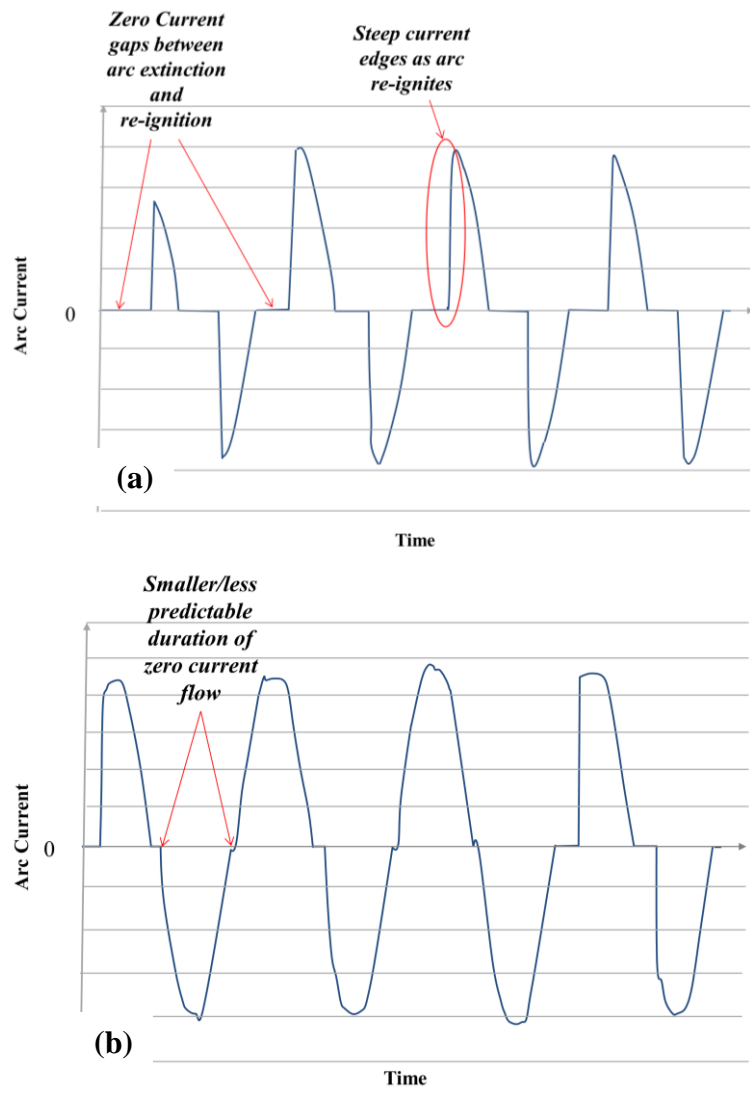 Zero Current
gaps between
arc extinction
and
re-ignition
Steep current
edges as arc
re-ignites
Arc Current
0
(a)
Time
Smaller/less
predictable
duration of
zero current
flow
Arc Current
0
(b)
Time